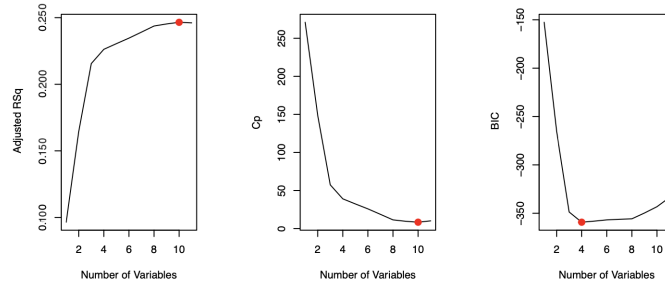 Adjusted RSq
0.100 0.150 0.200 0.250
2 4 6 8 10
Number of Variables
Cp
0 50 100 150 200 250
2 4 6 8 10
Number of Variables
BIC
−350 −300 −250 −200 −150
2 4 6 8 10
Number of Variables